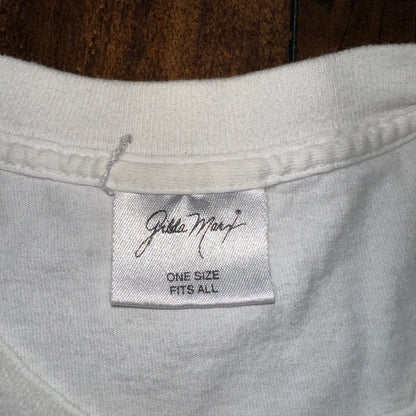 Gilda Marx
ONE SIZE
FITS ALL